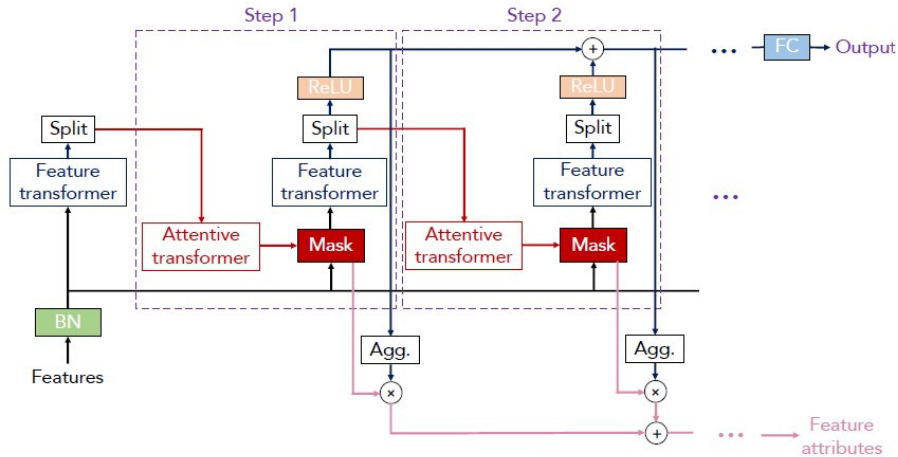 Step 1
Step 2
FC
Output
...
ReLU
ReLU
Split
Split
Split
Feature
transformer
Feature
transformer
Feature
transformer
...
Attentive
transformer
Mask
Attentive
transformer
Mask
BN
Features
Agg.
Agg.
...
Feature
attributes